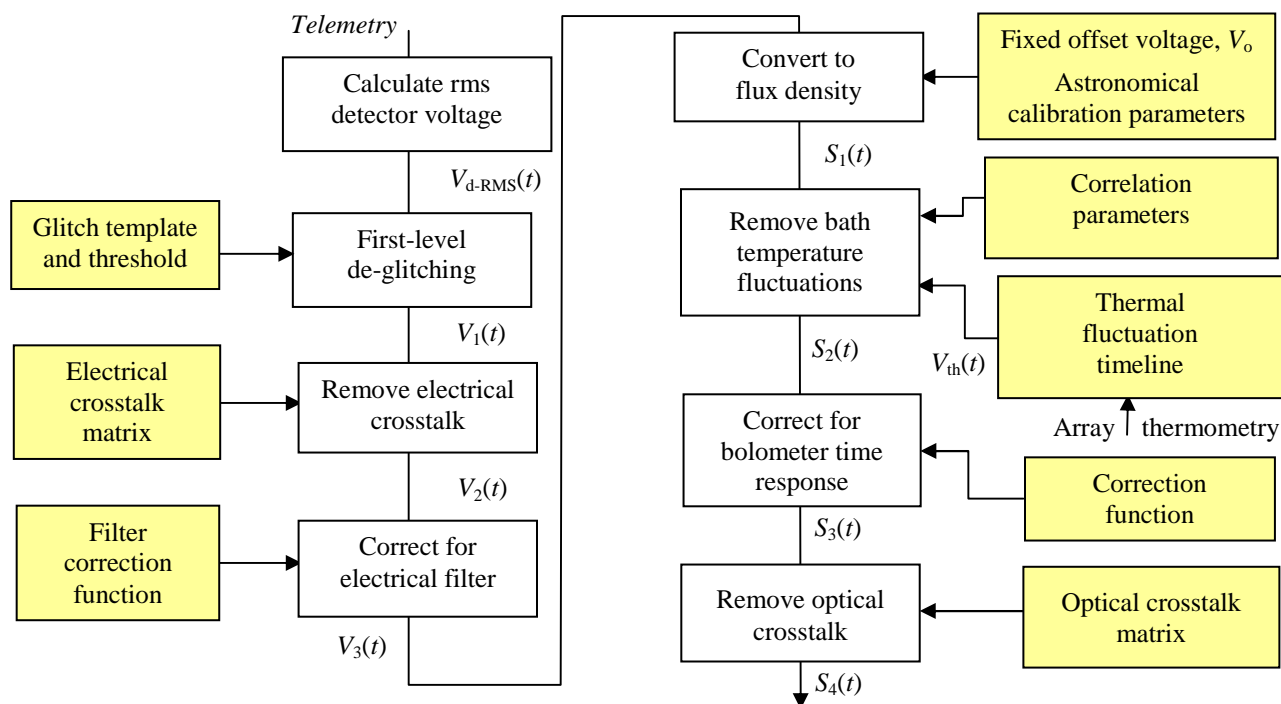 Telemetry
Calculate rms
detector voltage
V_d-RMS(t)
Glitch template
and threshold
First-level
de-glitching
V_1(t)
Electrical
crosstalk
matrix
Remove electrical
crosstalk
V_2(t)
Filter
correction
function
Correct for
electrical filter
V_3(t)
Convert to
flux density
Fixed offset voltage, V_o
Astronomical
calibration parameters
S_1(t)
Remove bath
temperature
fluctuations
Correlation
parameters
Thermal
fluctuation
timeline
V_th(t)
Array thermometry
S_2(t)
Correct for
bolometer time
response
Correction
function
S_3(t)
Remove optical
crosstalk
Optical crosstalk
matrix
S_4(t)